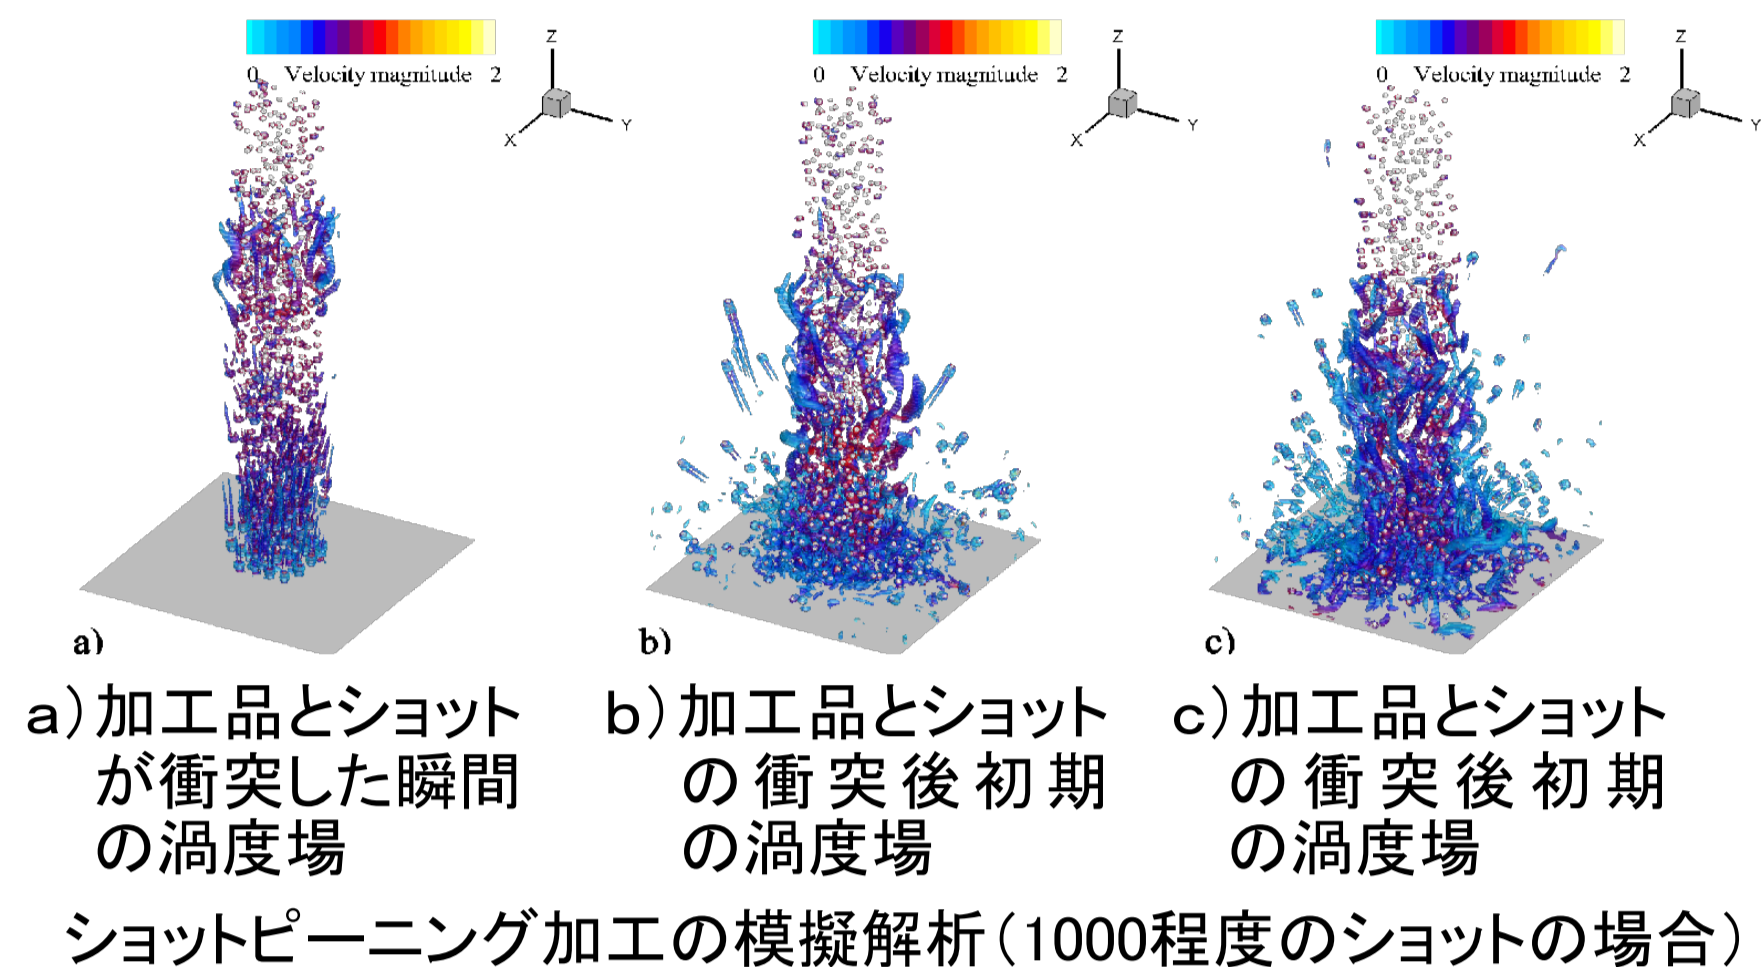 0 Velocity magnitude 2
Z
Y
X
0 Velocity magnitude 2
Z
Y
X
0 Velocity magnitude 2
Z
Y
X
a)
b)
c)
a)加工品とショット
が衝突した瞬間
の渦度場
b)加工品とショット
の衝突後初期
の渦度場
c)加工品とショット
の衝突後初期
の渦度場
ショットピーニング加工の模擬解析(1000程度のショットの場合)